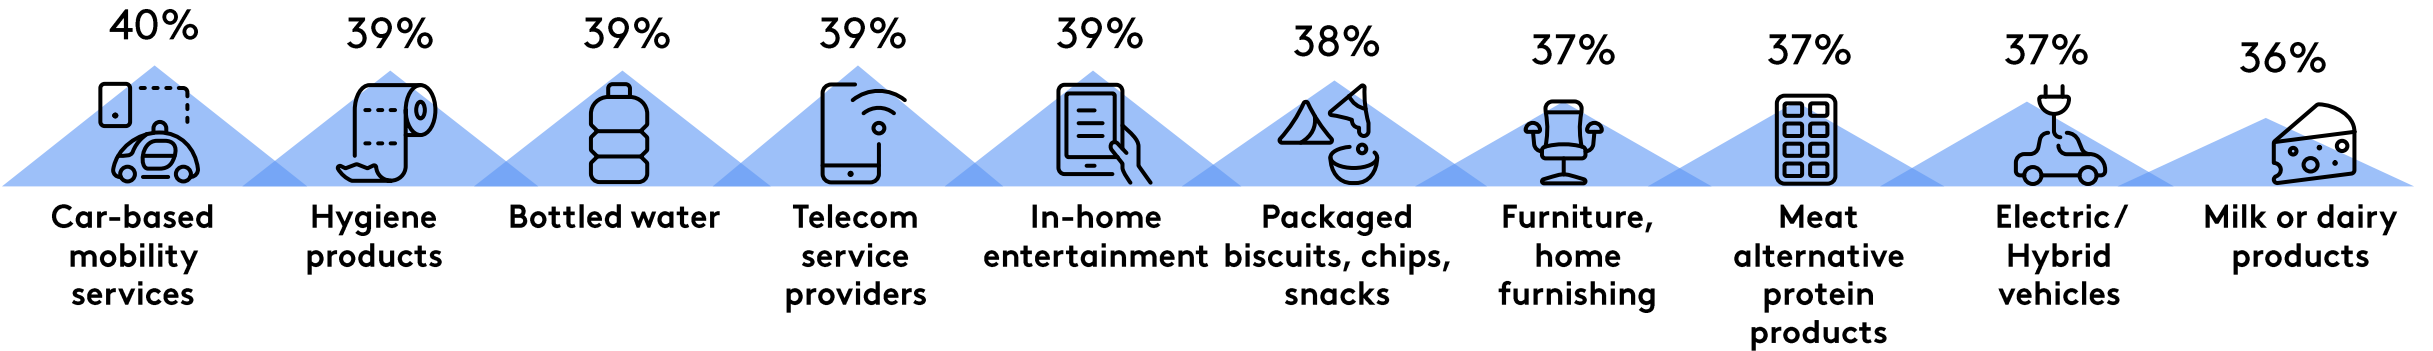 40%
39%
39%
39%
39%
38%
37%
37%
37%
36%
Car-based
mobility
services
Hygiene
products
Bottled water
Telecom
service
providers
In-home
entertainment
Packaged
biscuits, chips,
snacks
Furniture,
home
furnishing
Meat
alternative
protein
products
Electric/
Hybrid
vehicles
Milk or dairy
products